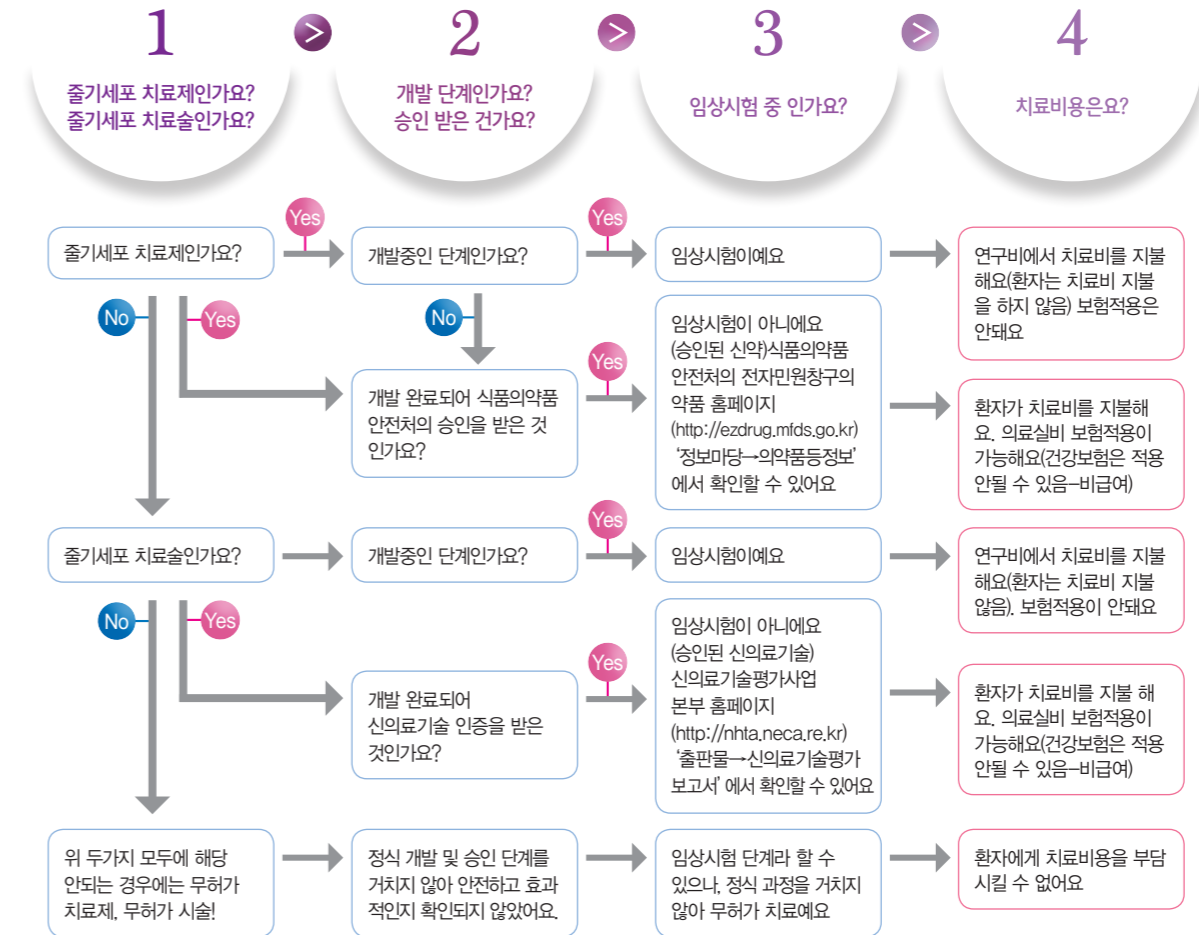 1
>
2
>
3
>
4
줄기세포 치료제인가요?
줄기세포 치료술인가요?
개발 단계인가요?
승인 받은 건가요?
임상시험 중 인가요?
치료비용은요?
줄기세포 치료제인가요?
Yes
개발중인 단계인가요?
Yes
임상시험이예요
연구비에서 치료비를 지불
해요(환자는 치료비 지불
을 하지 않음) 보험적용은
안돼요
No
Yes
No
개발 완료되어 식품의약품
안전처의 승인을 받은 것
인가요?
Yes
임상시험이 아니에요
(승인된 신약)식품의약품
안전처의 전자민원창구의
약품 홈페이지
(http://ezdrug.mfds.go.kr)
‘정보마당→의약품등정보’
에서 확인할 수 있어요
환자가 치료비를 지불해
요. 의료실비 보험적용이
가능해요(건강보험은 적용
안될 수 있음-비급여)
줄기세포 치료술인가요?
개발중인 단계인가요?
Yes
임상시험이예요
연구비에서 치료비를 지불
해요(환자는 치료비 지불
않음). 보험적용이 안돼요
No
Yes
개발 완료되어
신의료기술 인증을 받은
것인가요?
Yes
임상시험이 아니에요
(승인된 신의료기술)
신의료기술평가사업
본부 홈페이지
(http://nhta.neca.re.kr)
‘출판물→신의료기술평가
보고서’ 에서 확인할 수 있어요
환자가 치료비를 지불 해
요. 의료실비 보험적용이
가능해요(건강보험은 적용
안될 수 있음-비급여)
위 두가지 모두에 해당
안되는 경우에는 무허가
치료제, 무허가 시술!
정식 개발 및 승인 단계를
거치지 않아 안전하고 효과
적인지 확인되지 않았어요.
임상시험 단계라 할 수
있으나, 정식 과정을 거치지
않아 무허가 치료예요
환자에게 치료비용을 부담
시킬 수 없어요